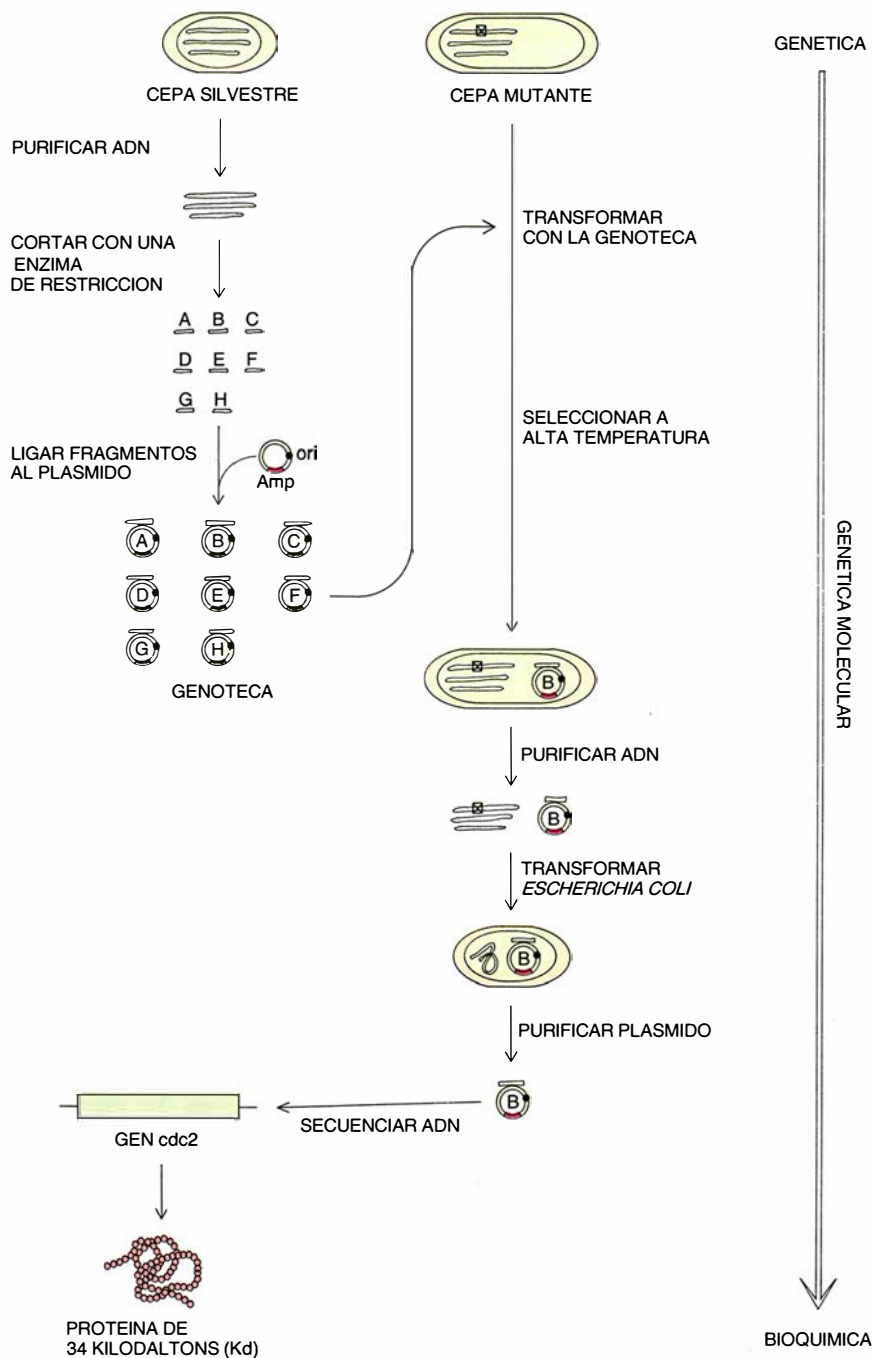 CEPA SILVESTRE
CEPA MUTANTE
GENETICA
PURIFICAR ADN
CORTAR CON UNA
ENZIMA
DE RESTRICCION
TRANSFORMAR
CON LA GENOTECA
A B C
D E F
G H
LIGAR FRAGMENTOS
AL PLASMIDO
ori
Amp
SELECCIONAR A
ALTA TEMPERATURA
A B C
D E F
G H
GENOTECA
GENETICA MOLECULAR
B
PURIFICAR ADN
B
TRANSFORMAR
ESCHERICHIA COLI
B
PURIFICAR PLASMIDO
B
SECUENCIAR ADN
GEN cdc2
PROTEINA DE
34 KILODALTONS (Kd)
BIOQUIMICA